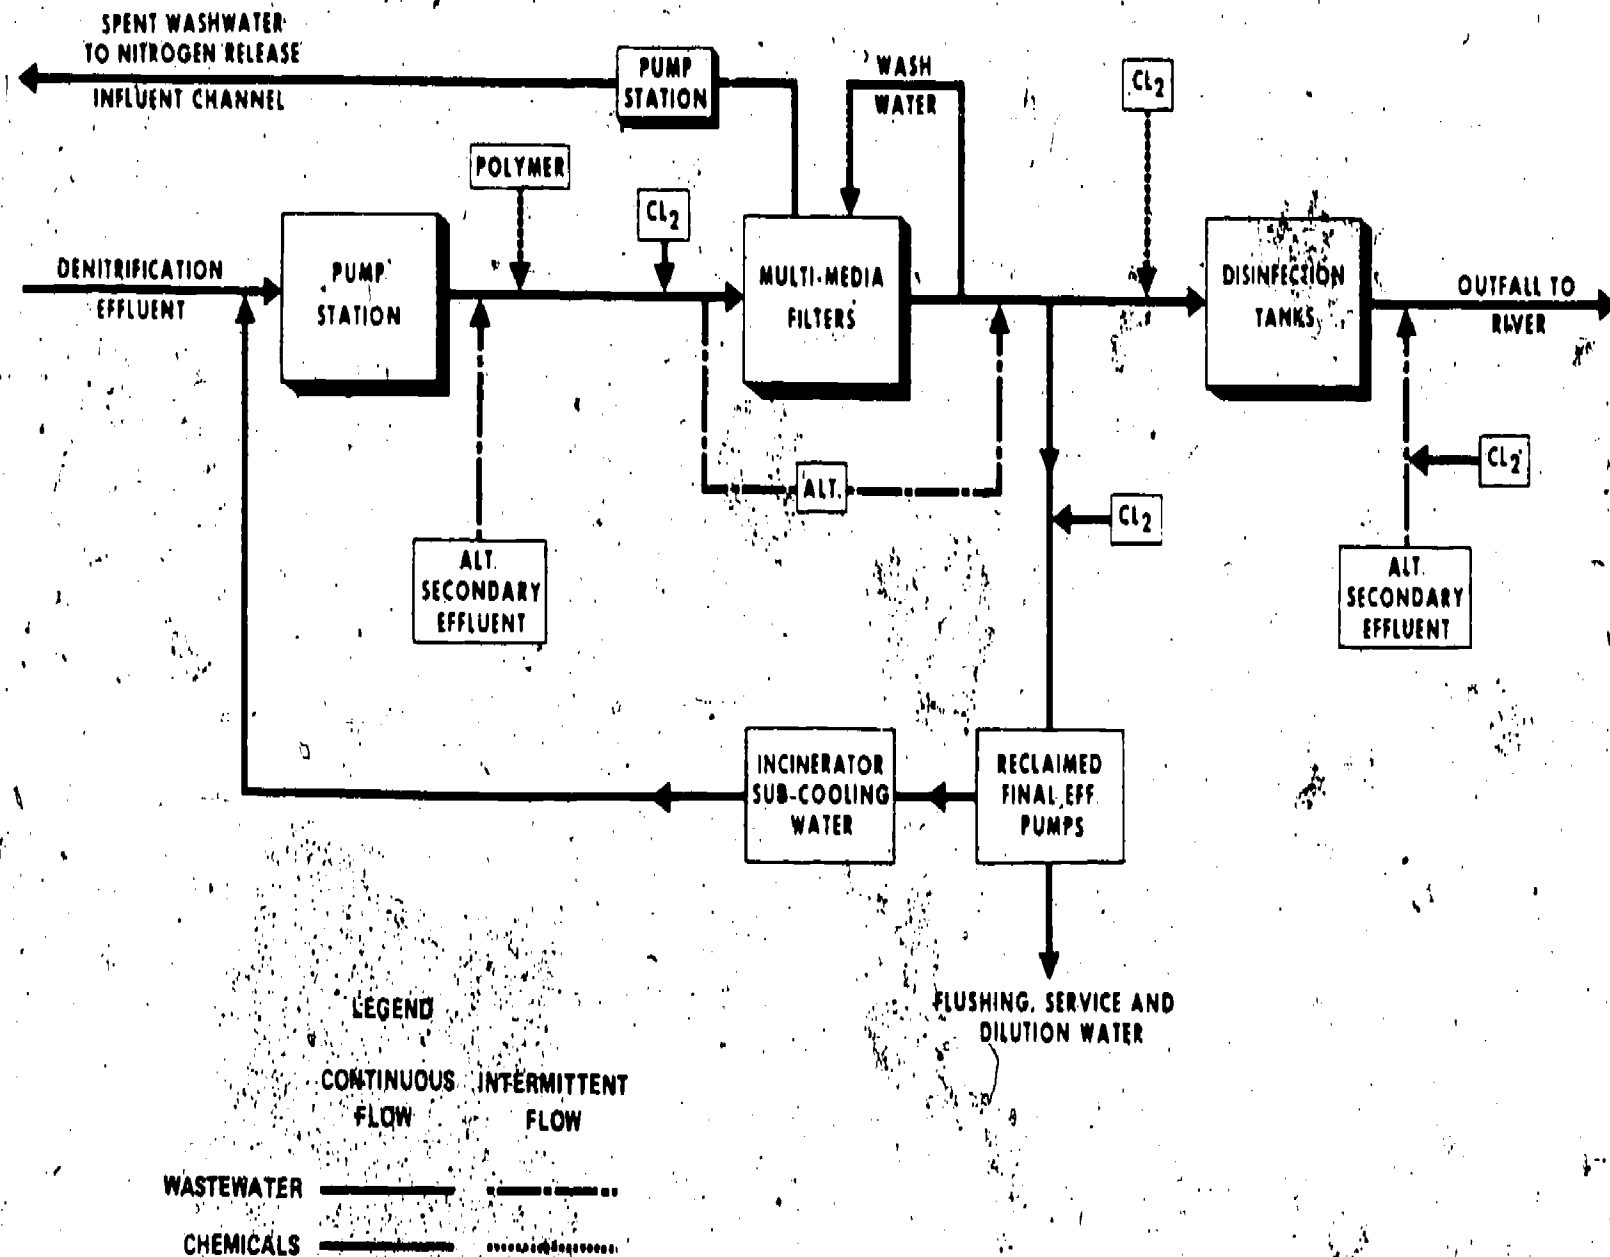 SPENT WASHWATER
TO NITROGEN RELEASE
INFLUENT CHANNEL
PUMP
STATION
WASH
WATER
CL2
POLYMER
CL2
DENITRIFICATION
EFFLUENT
PUMP
STATION
MULTI-MEDIA
FILTERS
DISINFECTION
TANKS
OUTFALL TO
RIVER
ALT.
CL2
CL2
ALT.
SECONDARY
EFFLUENT
ALT.
SECONDARY
EFFLUENT
INCINERATOR
SUB-COOLING
WATER
RECLAIMED
FINAL EFF.
PUMPS
FLUSHING, SERVICE AND
DILUTION WATER
LEGEND
CONTINUOUS
FLOW
INTERMITTENT
FLOW
WASTEWATER
CHEMICALS